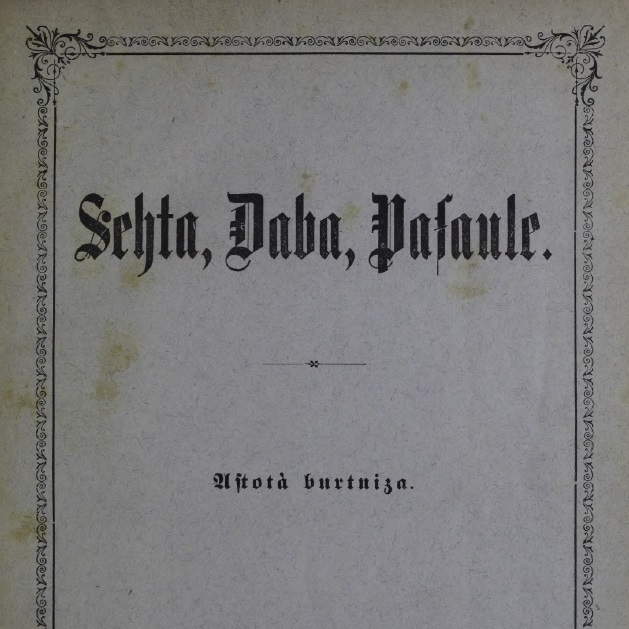 Sehta, Daba, Paſaule.
Aſtotà burtniza.